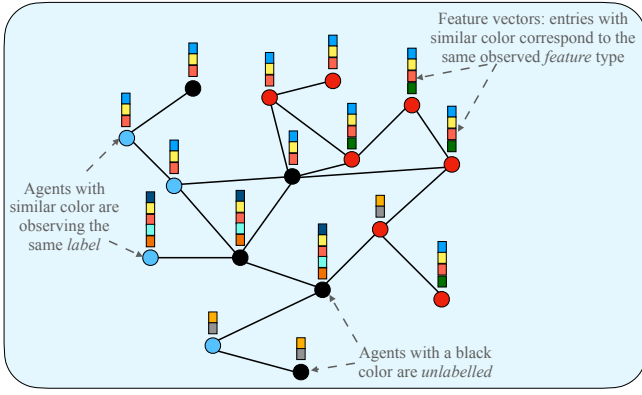 Feature vectors: entries with
similar color correspond to the
same observed feature type
Agents with
similar color are
observing the
same label
Agents with a black
color are unlabelled